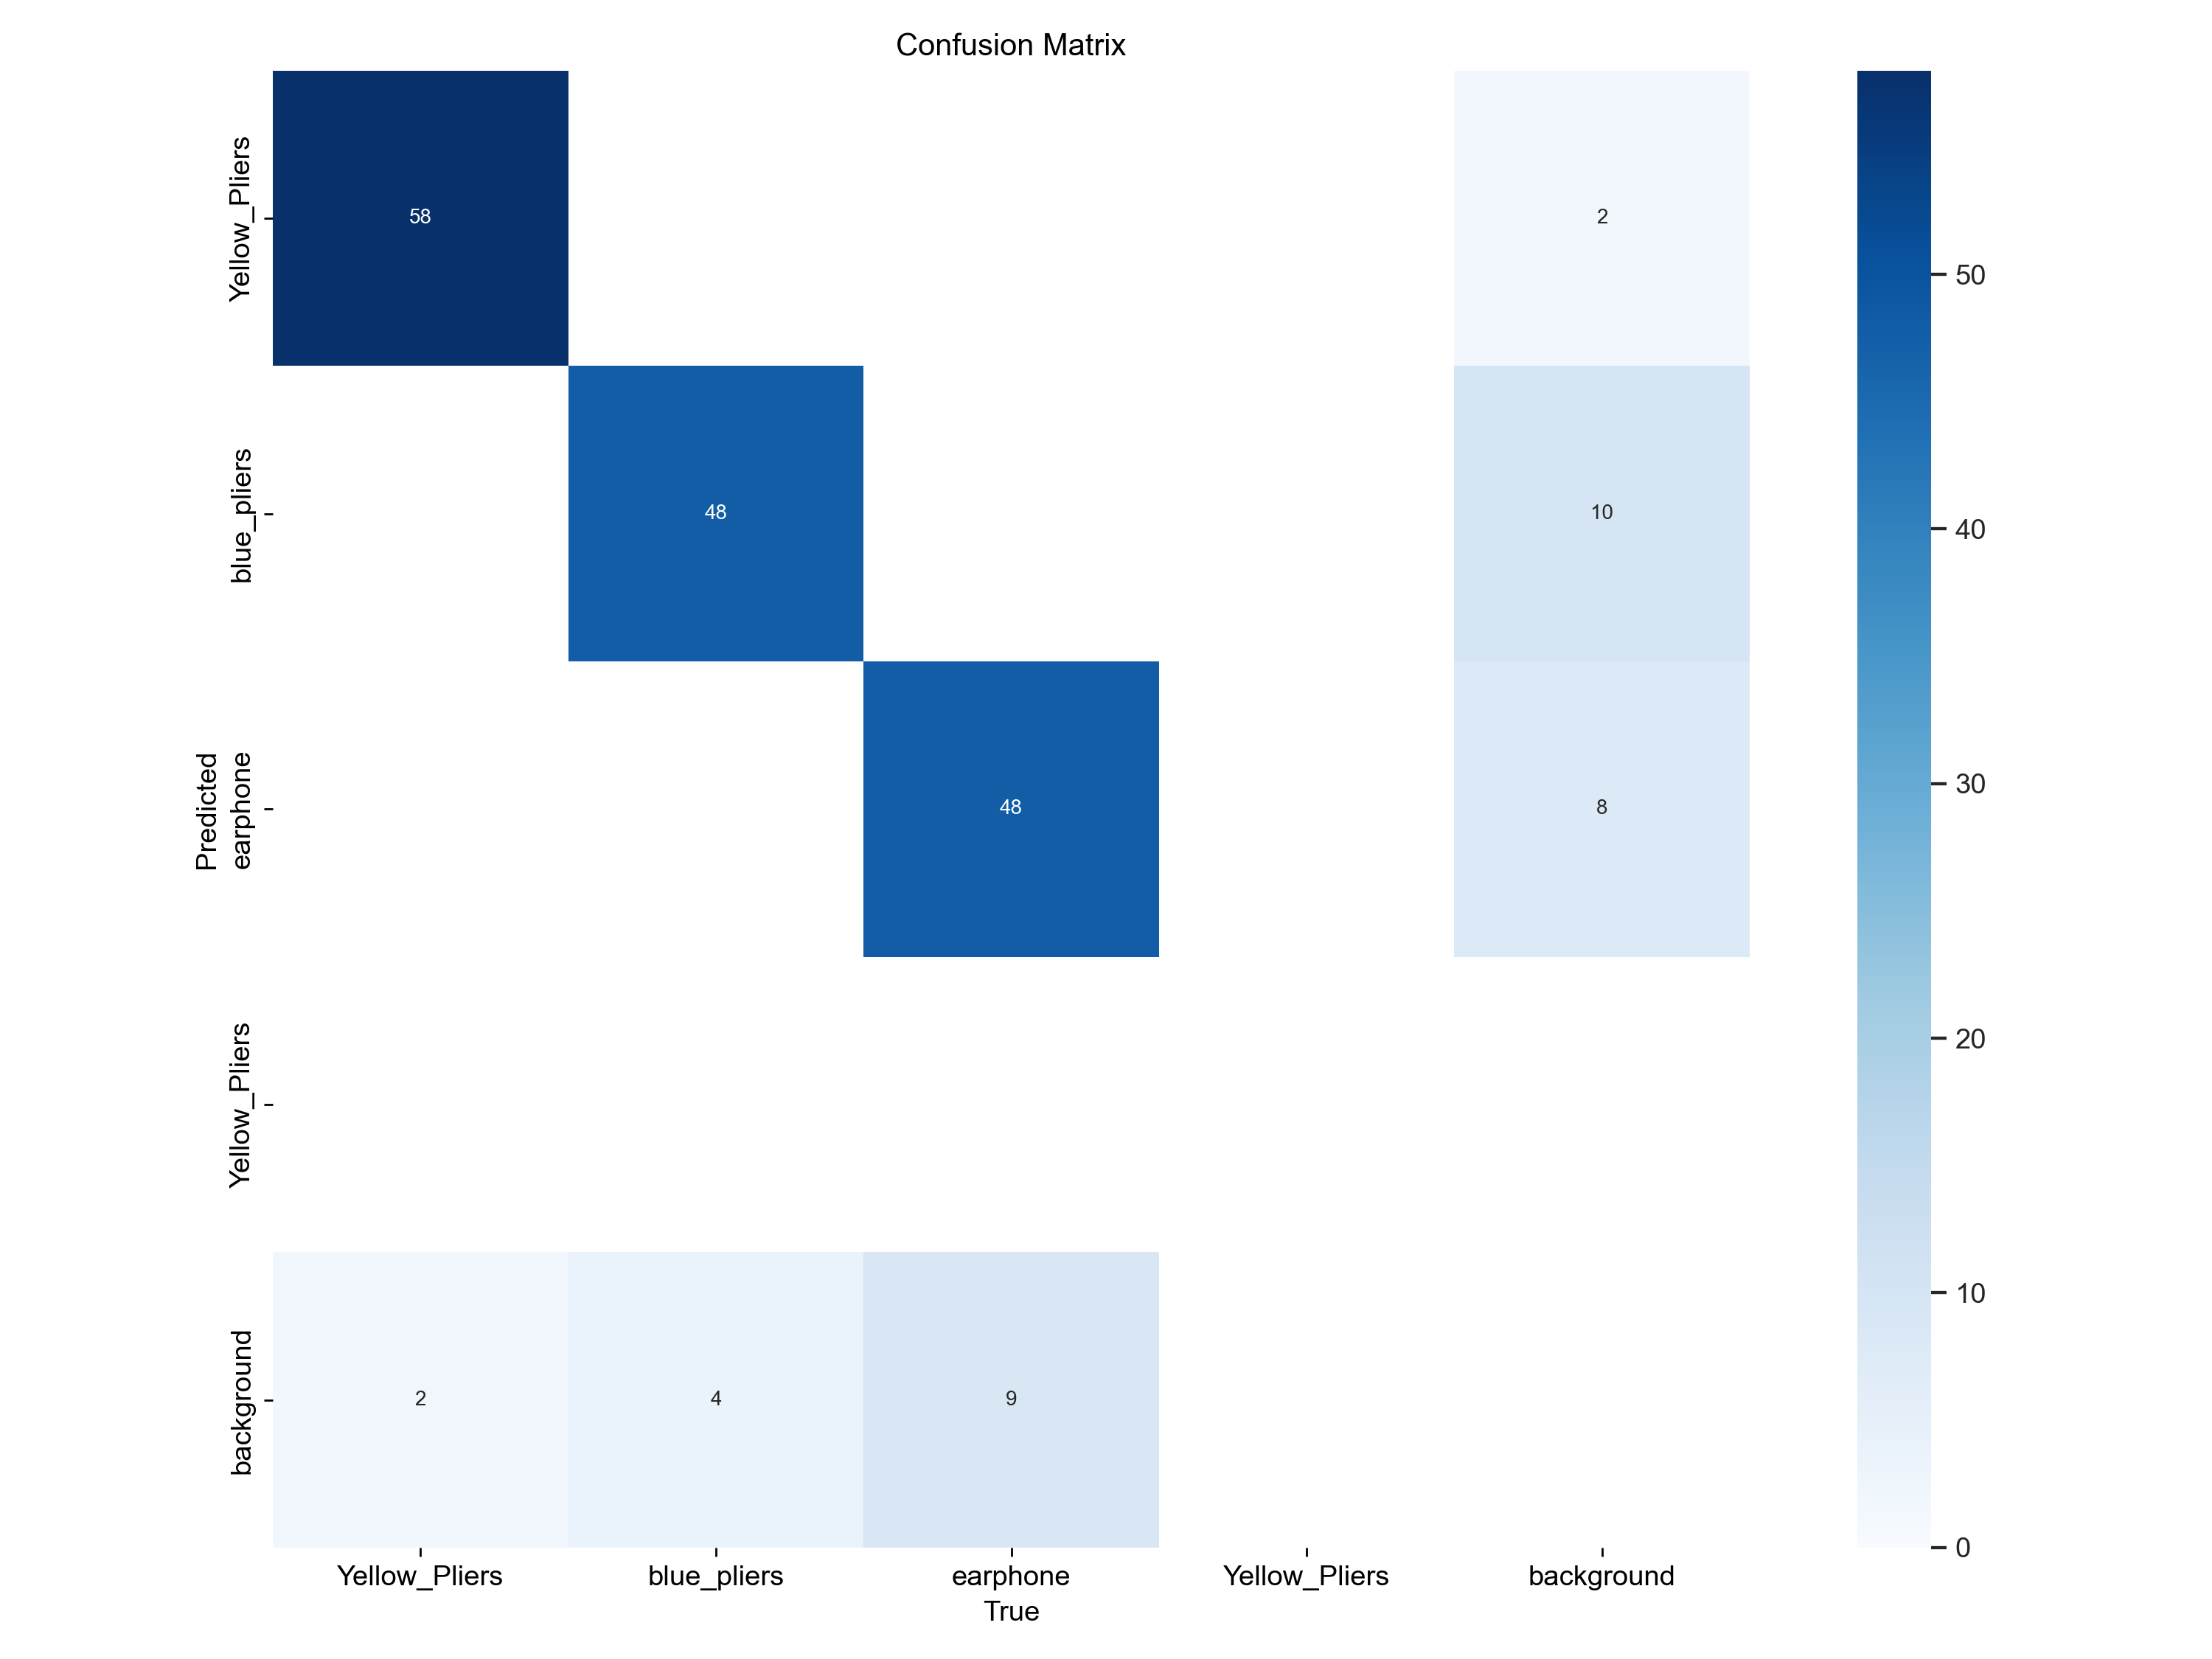 Confusion Matrix
Yellow_Pliers
58
2
50
blue_pliers
48
10
40
Predicted
earphone
48
8
30
Yellow_Pliers
20
background
2
4
9
10
0
Yellow_Pliers
blue_pliers
earphone
Yellow_Pliers
background
True